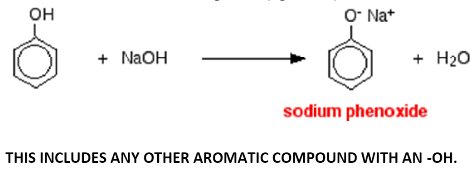 OH
+ NaOH
O⁻ Na⁺
+ H₂O
sodium phenoxide
THIS INCLUDES ANY OTHER AROMATIC COMPOUND WITH AN -OH.